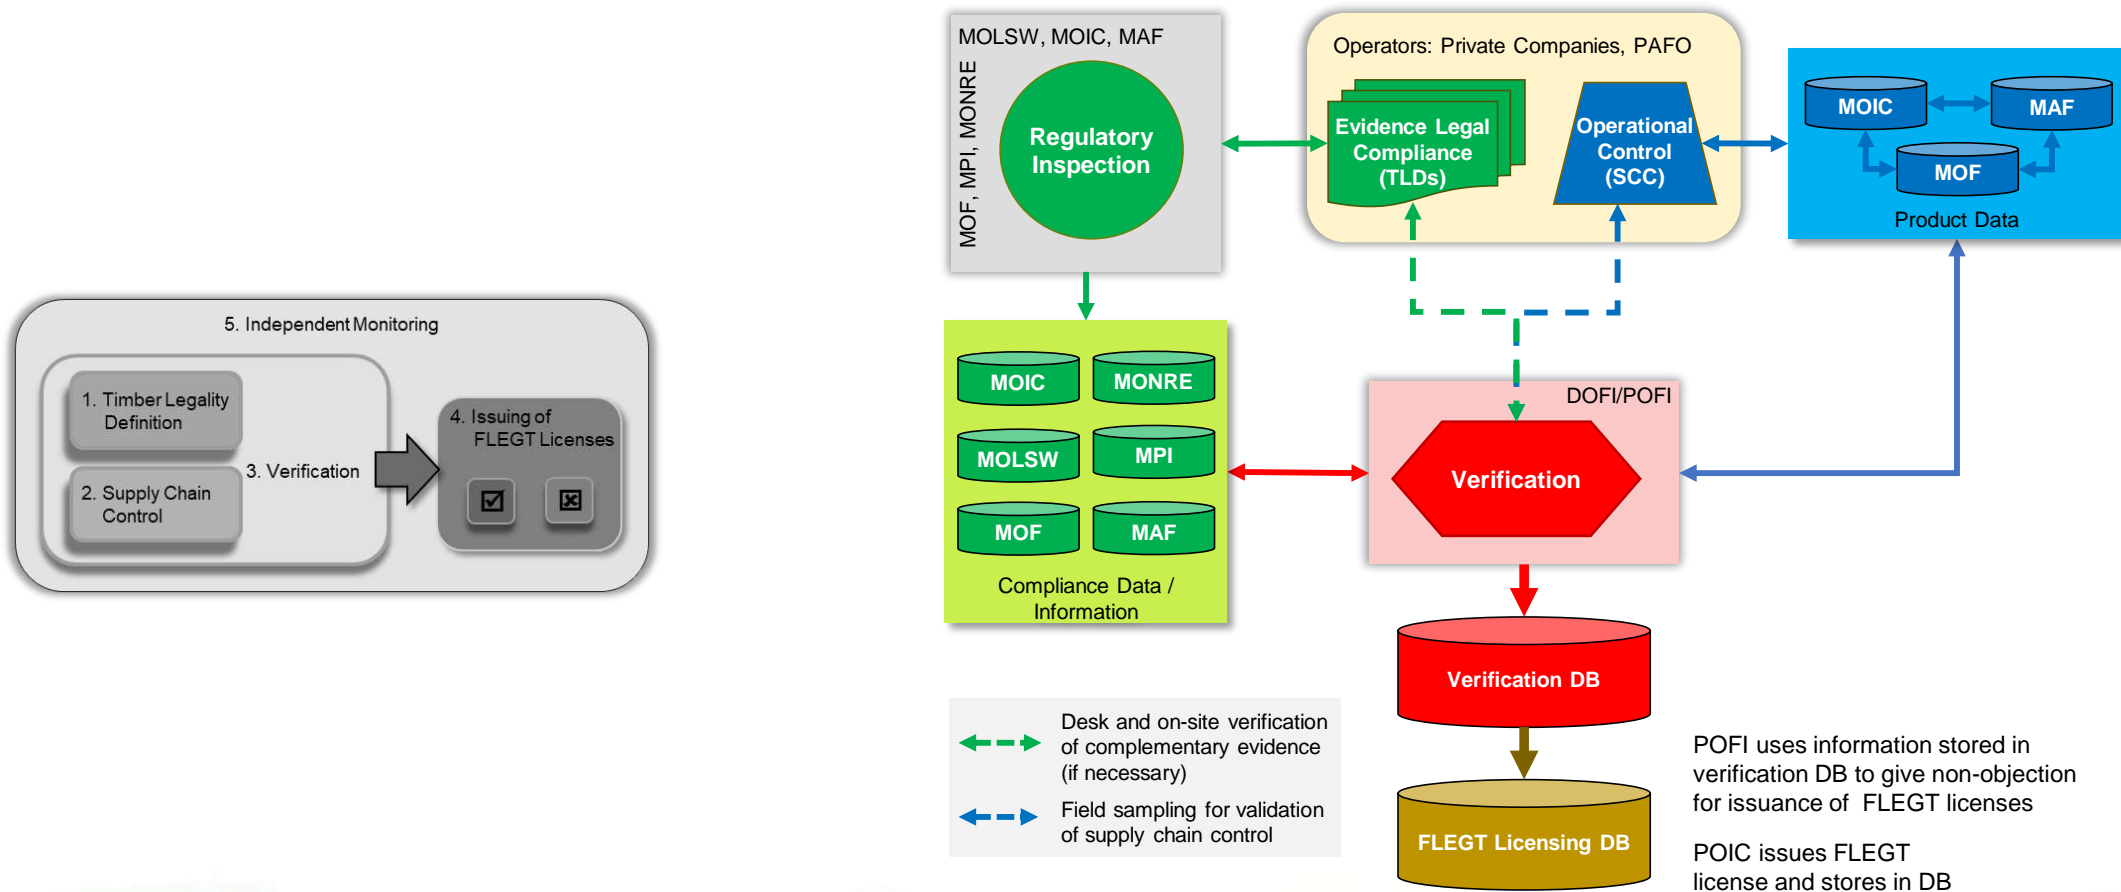 5. Independent Monitoring
1. Timber Legality
Definition
2. Supply Chain
Control
3. Verification
4. Issuing of
FLEGT Licenses
MOLSW, MOIC, MAF
MOF, MPI, MONRE
Regulatory
Inspection
Operators: Private Companies, PAFO
Evidence Legal
Compliance
(TLDs)
Operational
Control
(SCC)
MOIC
MAF
MOF
Product Data
MOIC
MONRE
MOLSW
MPI
MOF
MAF
Compliance Data /
Information
DOFI/POFI
Verification
Verification DB
FLEGT Licensing DB
Desk and on-site verification
of complementary evidence
(if necessary)
Field sampling for validation
of supply chain control
POFI uses information stored in
verification DB to give non-objection
for issuance of FLEGT licenses
POIC issues FLEGT
license and stores in DB